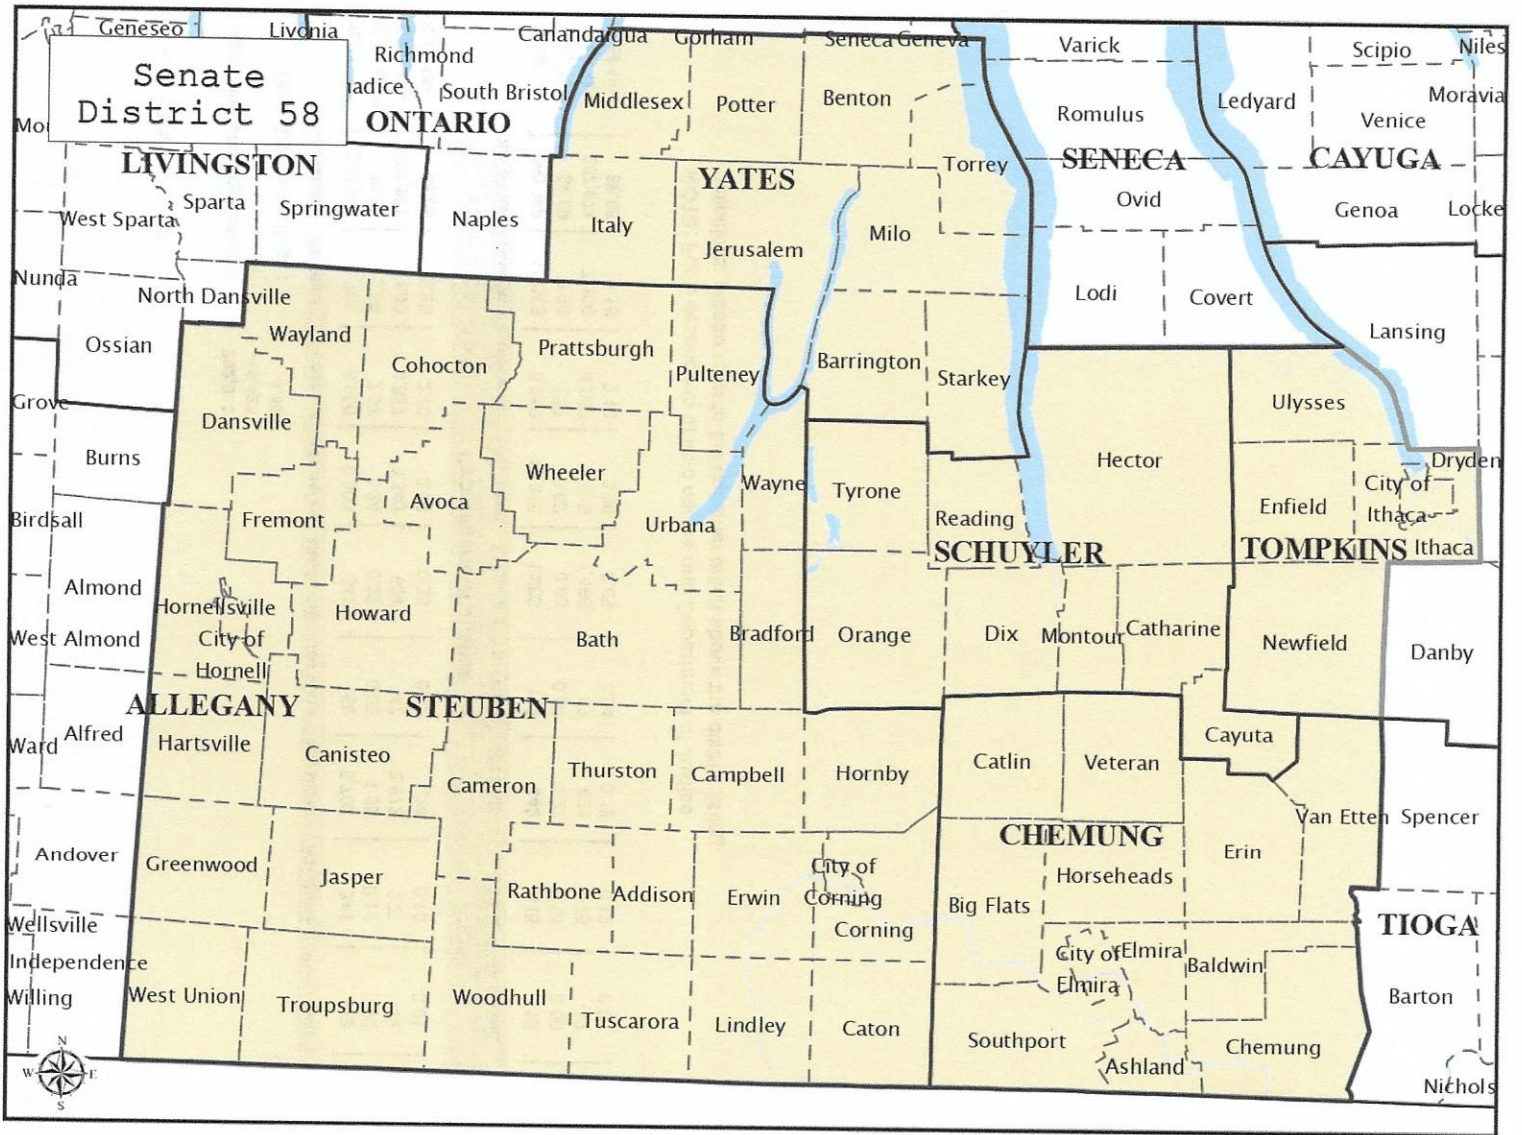 Geneseo
Livonia
Canandaigua
Gorham
Seneca
Geneva
Varick
Scipio
Niles
Senate
District 58
Richmond
adice
South Bristol
Middlesex
Potter
Benton
Romulus
Ledyard
Moravia
Venice
Mo
ONTARIO
LIVINGSTON
YATES
Torrey
SENECA
CAYUGA
West Sparta
Sparta
Springwater
Naples
Italy
Jerusalem
Milo
Ovid
Genoa
Locke
Nunda
North Dansville
Lodi
Covert
Ossian
Wayland
Cohocton
Prattsburgh
Pulteney
Barrington
Starkey
Lansing
Grove
Dansville
Ulysses
Burns
Wheeler
Hector
Dryden
Avoca
Wayne
Tyrone
City of
Ithaca
Birdsall
Fremont
Urbana
Reading
Enfield
SCHUYLER
TOMPKINS
Ithaca
Almond
Hornellsville
Howard
West Almond
City of
Hornell
Bath
Bradford
Orange
Dix
Montour
Catharine
Newfield
Danby
ALLEGANY
STEUBEN
Ward
Alfred
Hartsville
Canisteo
Cameron
Thurston
Campbell
Hornby
Catlin
Veteran
Cayuta
Van Etten
Spencer
CHEMUNG
Andover
Greenwood
Jasper
Rathbone
Addison
Erwin
City of
Corning
Corning
Big Flats
Horseheads
Erin
Wellsville
TIOGA
Independence
City of
Elmira
Elmira
Baldwin
Willing
West Union
Troupsburg
Woodhull
Tuscarora
Lindley
Caton
Southport
Ashland
Chemung
Barton
Nichols
N
W
E
S